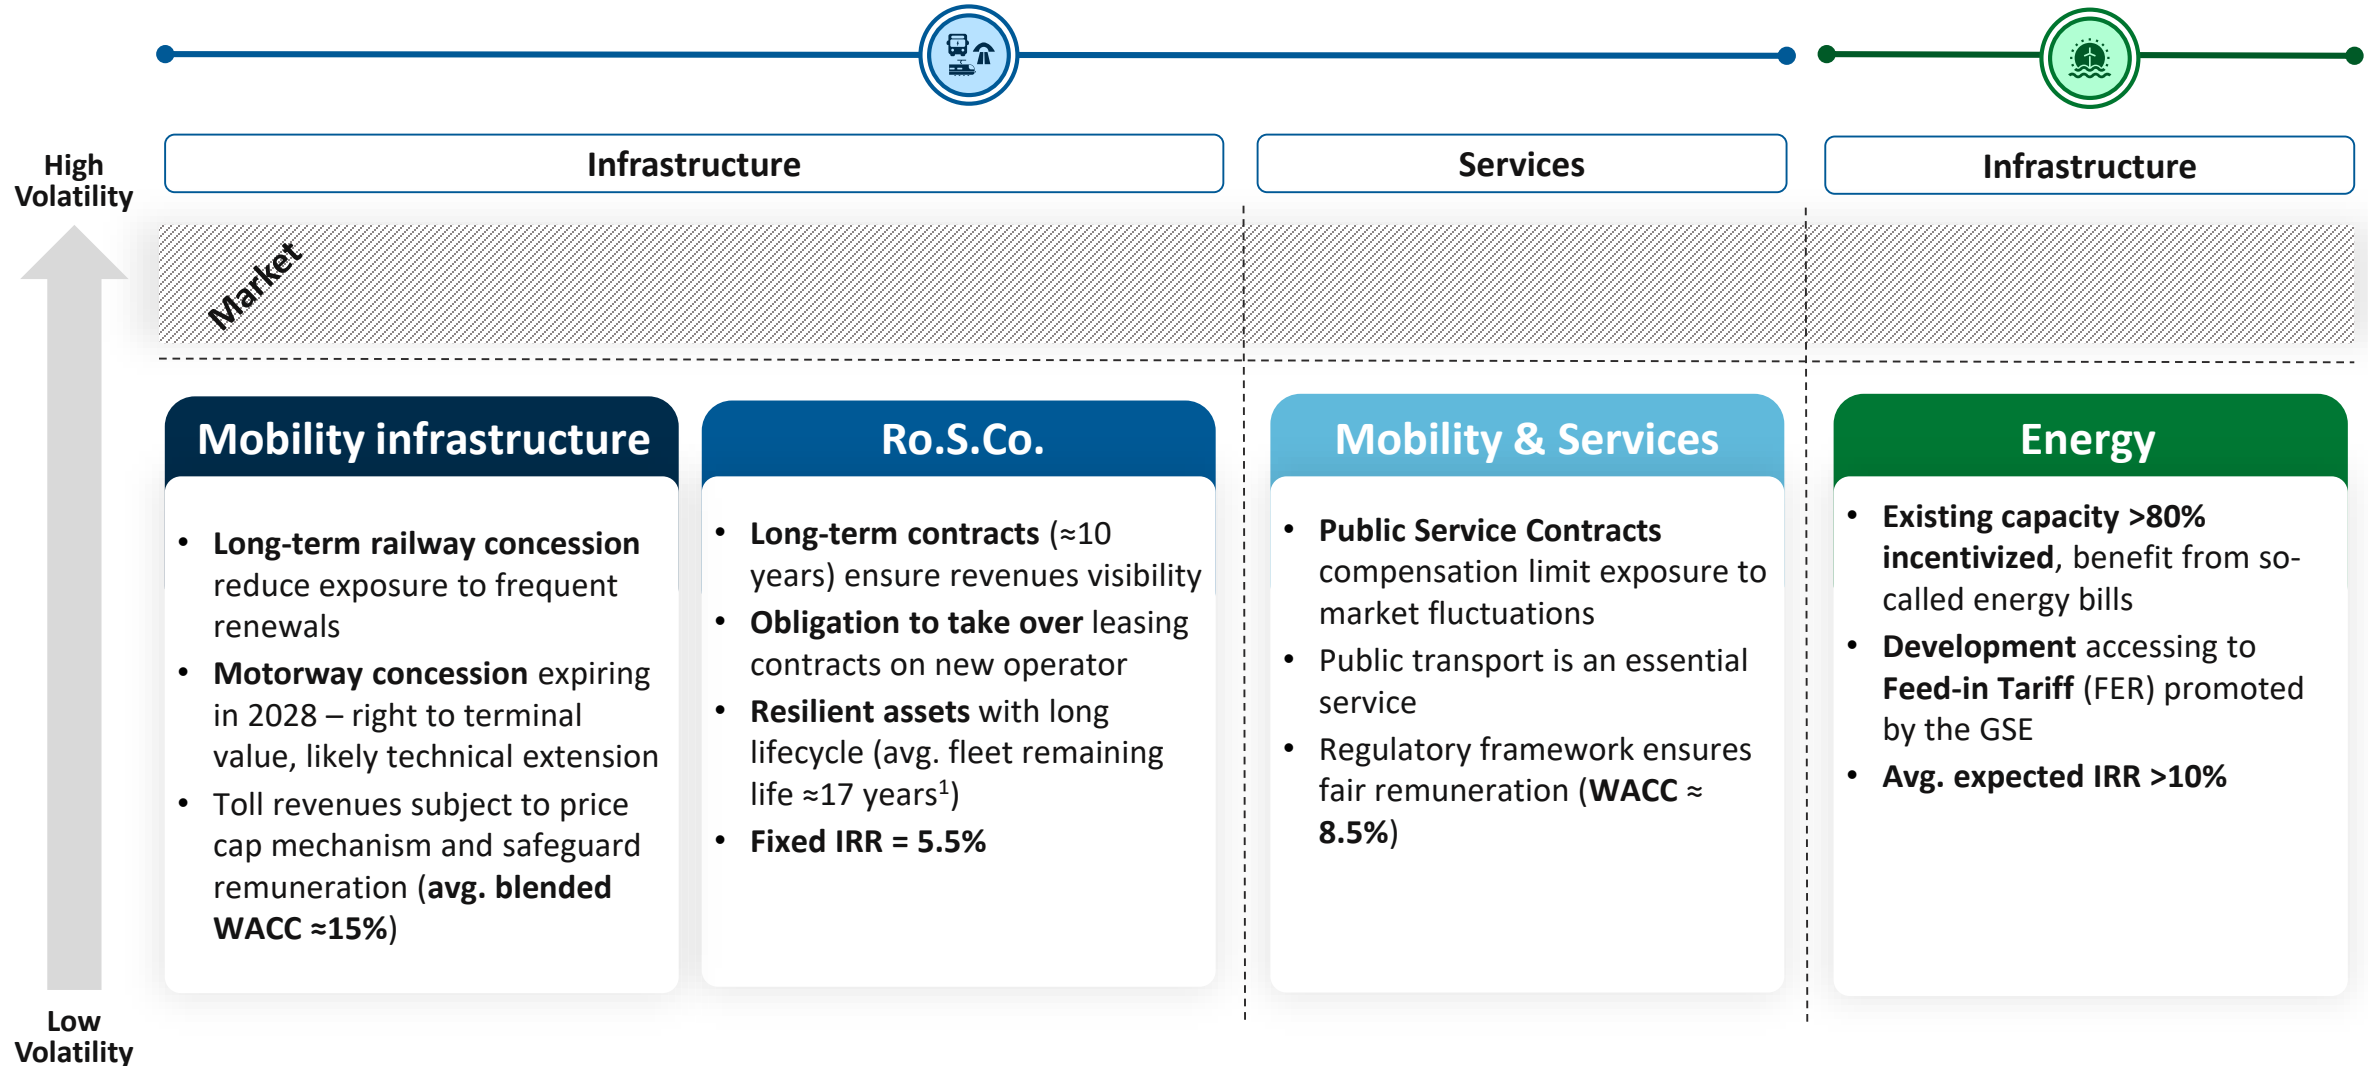 High
Volatility
Infrastructure
Services
Infrastructure
Market
Mobility infrastructure
• Long-term railway concession
reduce exposure to frequent
renewals
• Motorway concession expiring
in 2028 – right to terminal
value, likely technical extension
• Toll revenues subject to price
cap mechanism and safeguard
remuneration (avg. blended
WACC ≈15%)
Ro.S.Co.
• Long-term contracts (≈10
years) ensure revenues visibility
• Obligation to take over leasing
contracts on new operator
• Resilient assets with long
lifecycle (avg. fleet remaining
life ≈17 years¹)
• Fixed IRR = 5.5%
Mobility & Services
• Public Service Contracts
compensation limit exposure to
market fluctuations
• Public transport is an essential
service
• Regulatory framework ensures
fair remuneration (WACC ≈
8.5%)
Energy
• Existing capacity >80%
incentivized, benefit from so-
called energy bills
• Development accessing to
Feed-in Tariff (FER) promoted
by the GSE
• Avg. expected IRR >10%
Low
Volatility